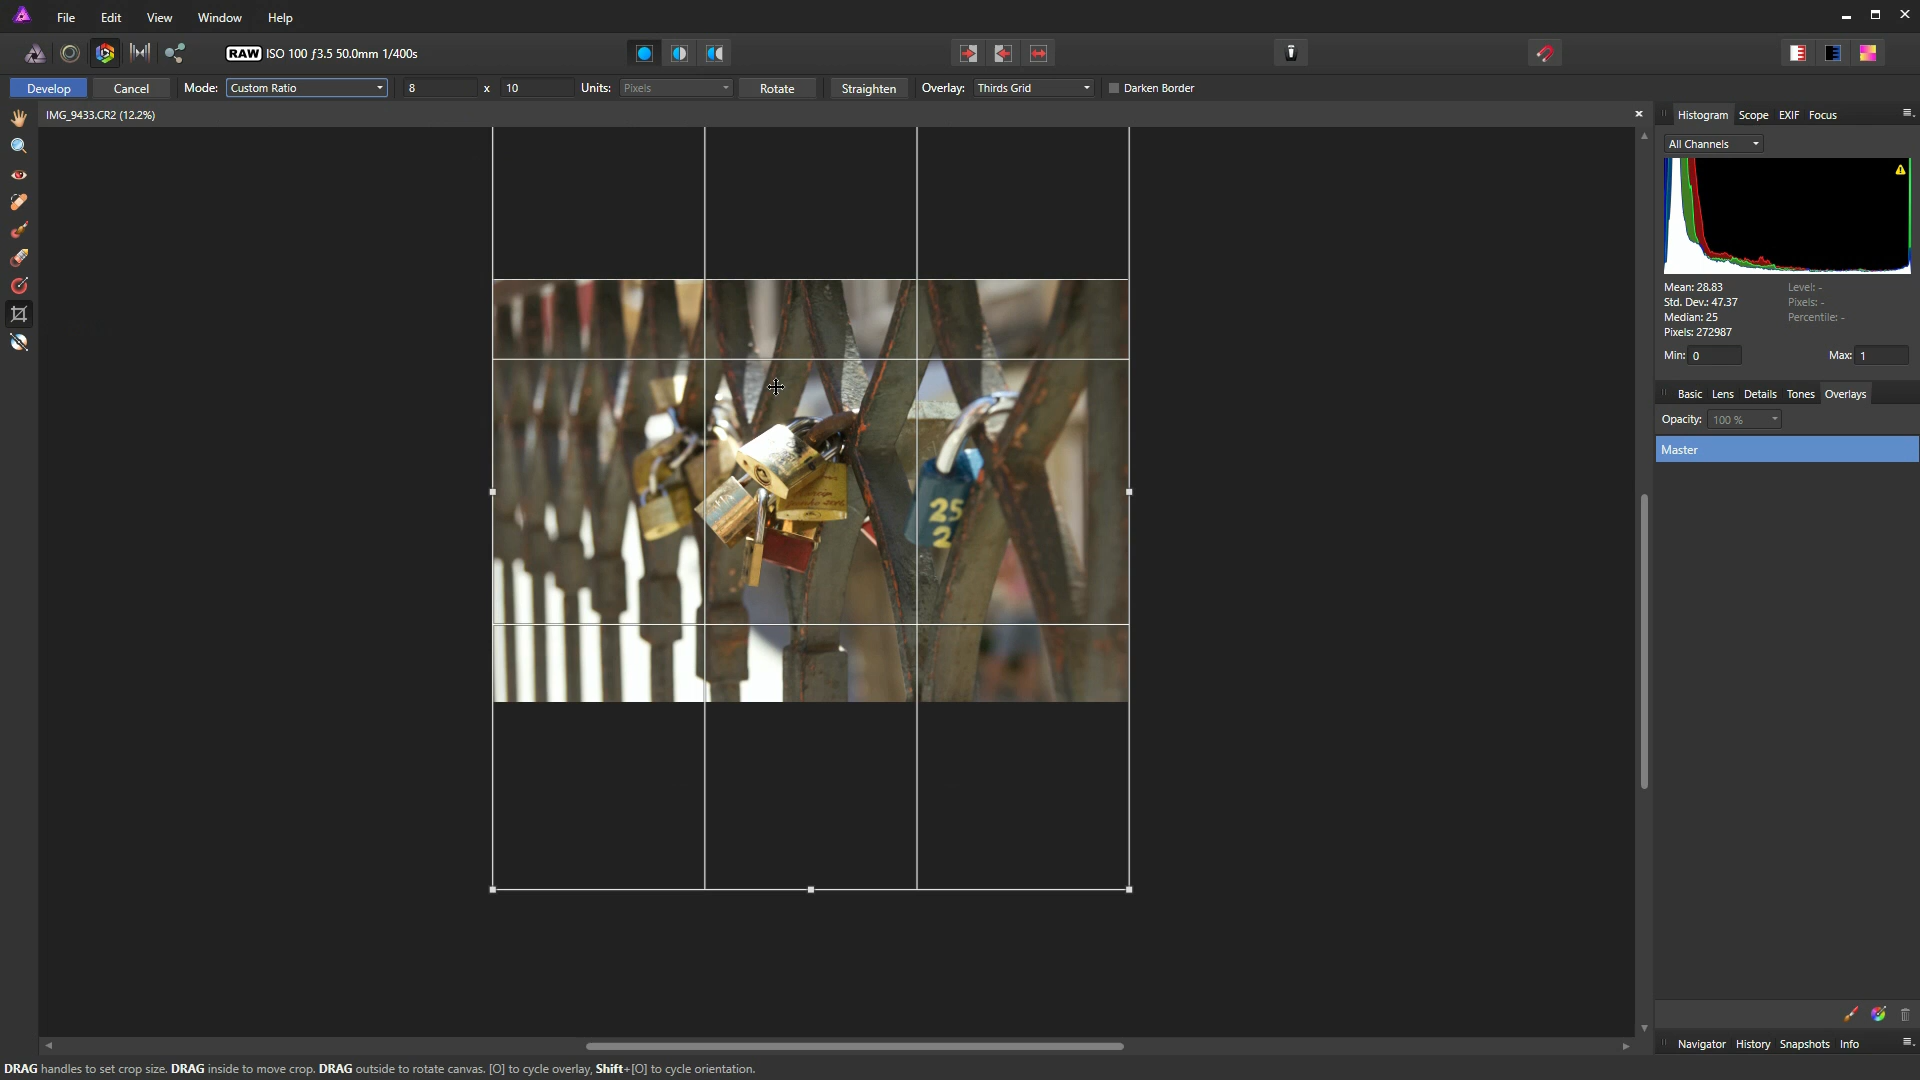 File Edit View Window Help
RAW ISO 100 ƒ3.5 50.0mm 1/400s
Develop Cancel Mode: Custom Ratio 8 x 10 Units: Pixels Rotate Straighten Overlay: Thirds Grid Darken Border
IMG_9433.CR2 (12.2%)
Histogram Scope EXIF Focus
All Channels
Mean: 28.83 Level: -
Std. Dev.: 47.37 Pixels: -
Median: 25 Percentile: -
Pixels: 272987
Min: 0 Max: 1
Basic Lens Details Tones Overlays
Opacity: 100 %
Master
25
2
Navigator History Snapshots Info
DRAG handles to set crop size. DRAG inside to move crop. DRAG outside to rotate canvas. [O] to cycle overlay, Shift+[O] to cycle orientation.